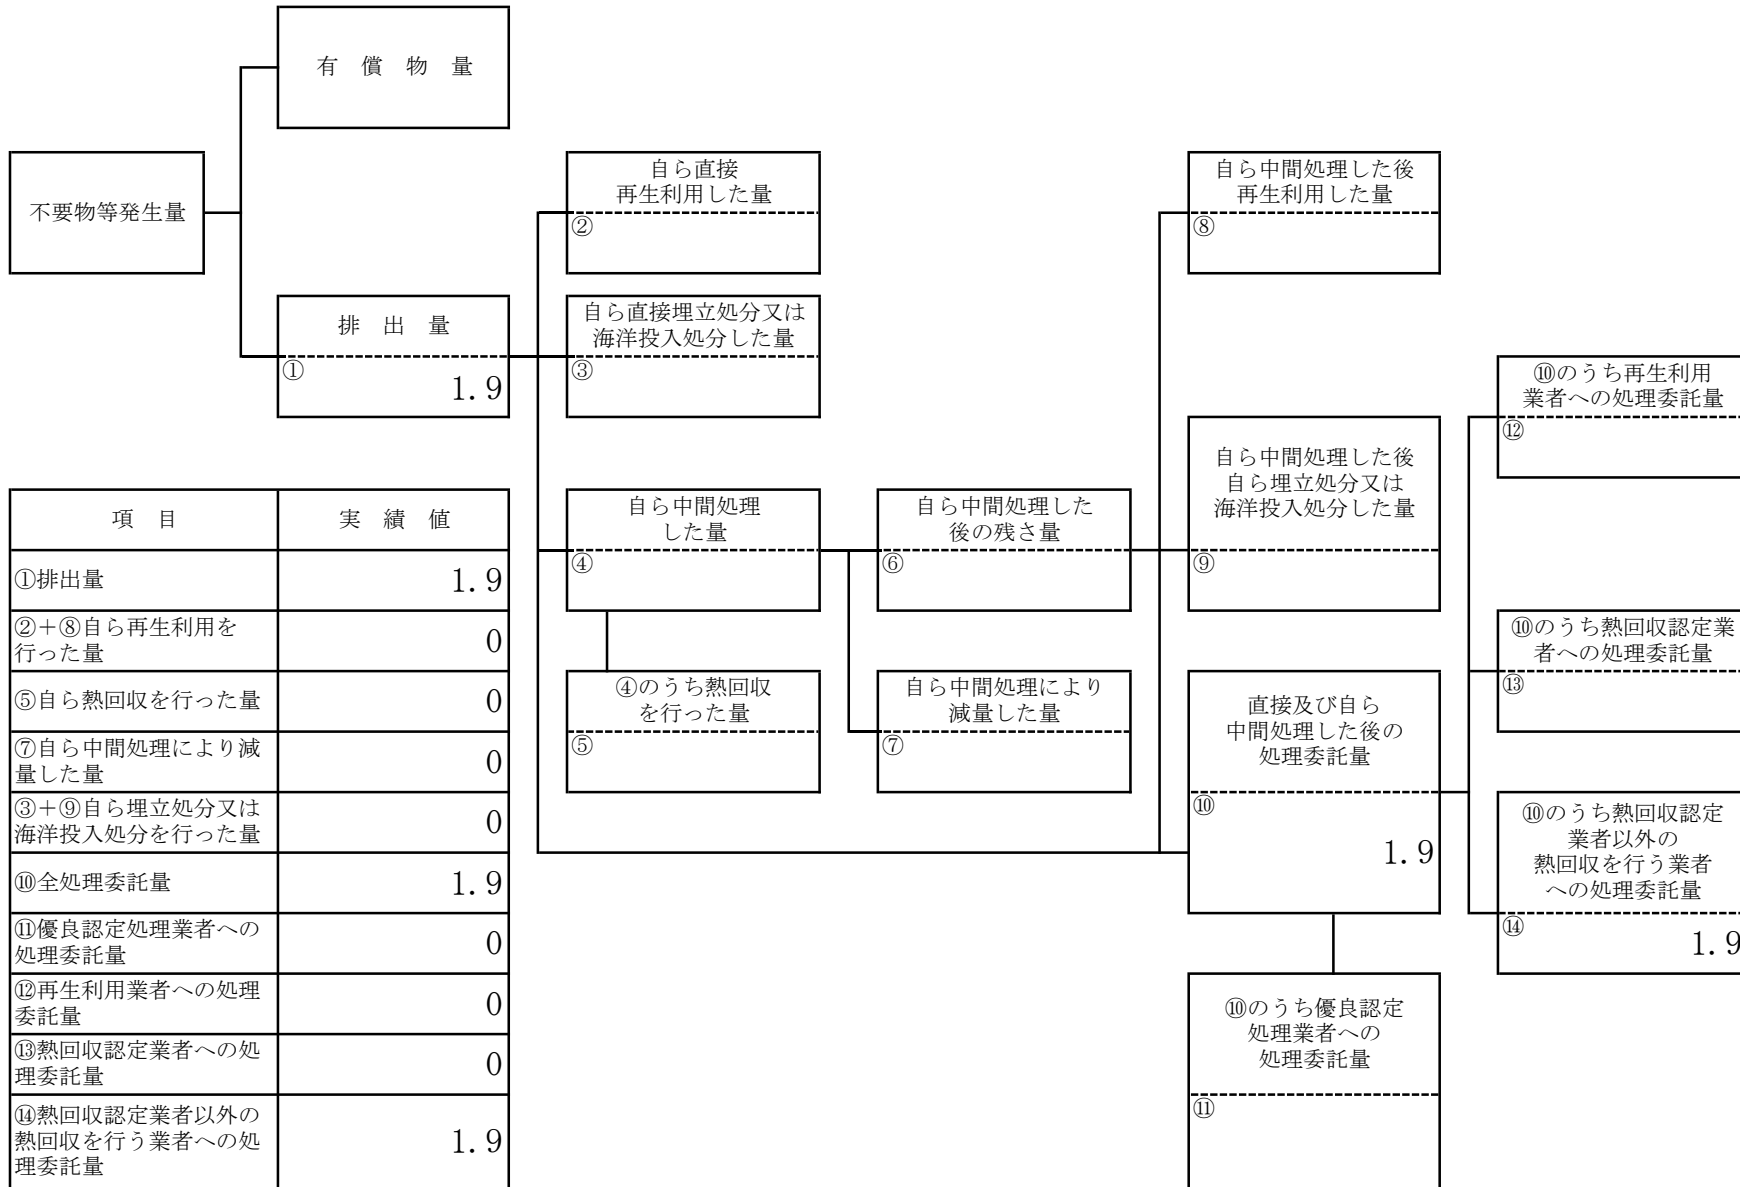 有　償　物　量
不要物等発生量
排　出　量
①
1.9
自ら直接
再生利用した量
②
自ら直接埋立処分又は
海洋投入処分した量
③
自ら中間処理
した量
④
④のうち熱回収
を行った量
⑤
自ら中間処理した
後の残さ量
⑥
自ら中間処理により
減量した量
⑦
自ら中間処理した後
再生利用した量
⑧
自ら中間処理した後
自ら埋立処分又は
海洋投入処分した量
⑨
直接及び自ら
中間処理した後の
処理委託量
⑩
1.9
⑩のうち優良認定
処理業者への
処理委託量
⑪
⑩のうち再生利用
業者への処理委託量
⑫
⑩のうち熱回収認定業
者への処理委託量
⑬
⑩のうち熱回収認定
業者以外の
熱回収を行う業者
への処理委託量
⑭
1.9
項　目　実　績　値
①排出量　1.9
②＋⑧自ら再生利用を
行った量　0
⑤自ら熱回収を行った量　0
⑦自ら中間処理により減
量した量　0
③＋⑨自ら埋立処分又は
海洋投入処分を行った量　0
⑩全処理委託量　1.9
⑪優良認定処理業者への
処理委託量　0
⑫再生利用業者への処理
委託量　0
⑬熱回収認定業者への処
理委託量　0
⑭熱回収認定業者以外の
熱回収を行う業者への処
理委託量　1.9